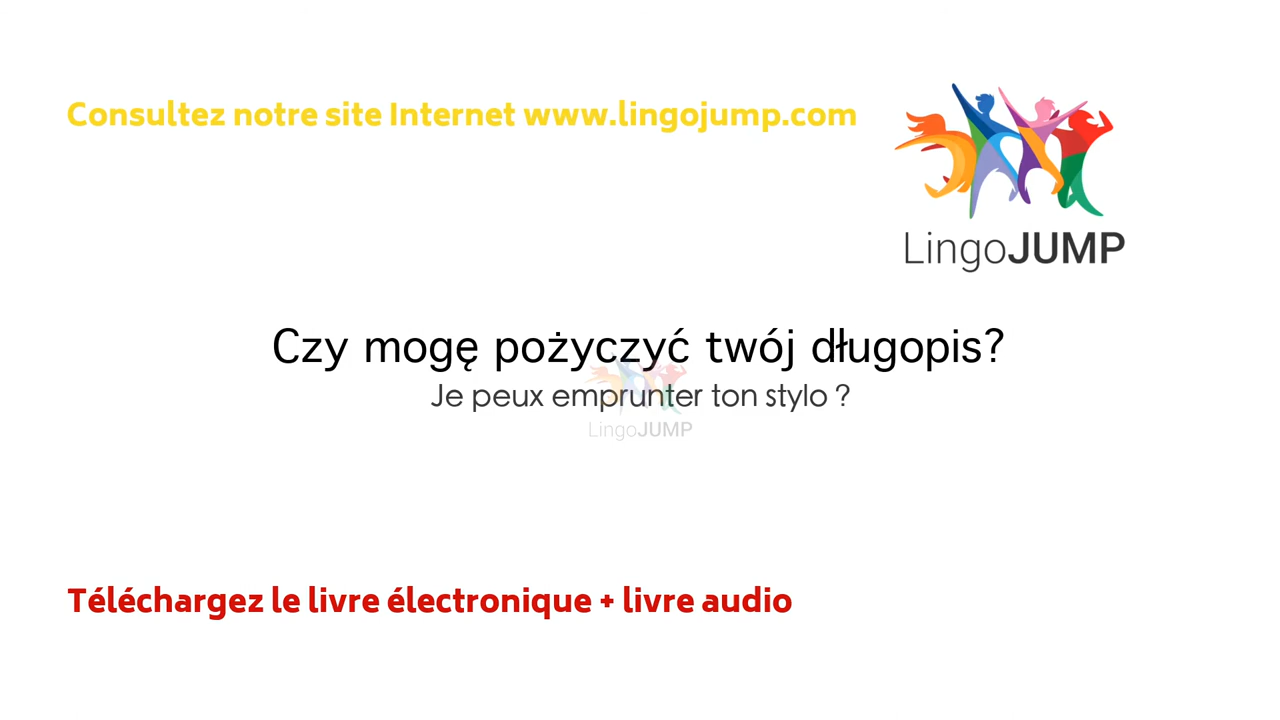 Consultez notre site Internet www.lingojump.com
LingoJUMP
Czy mogę pożyczyć twój długopis?
Je peux emprunter ton stylo ?
LingoJUMP
Téléchargez le livre électronique + livre audio